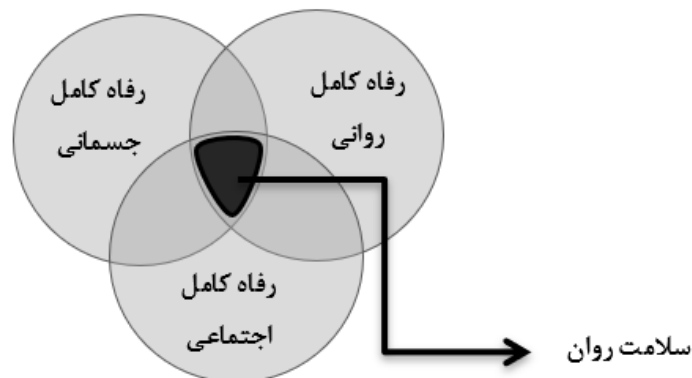 رفاه کامل
روانی
رفاه کامل
جسمانی
رفاه کامل
اجتماعی
سلامت روان